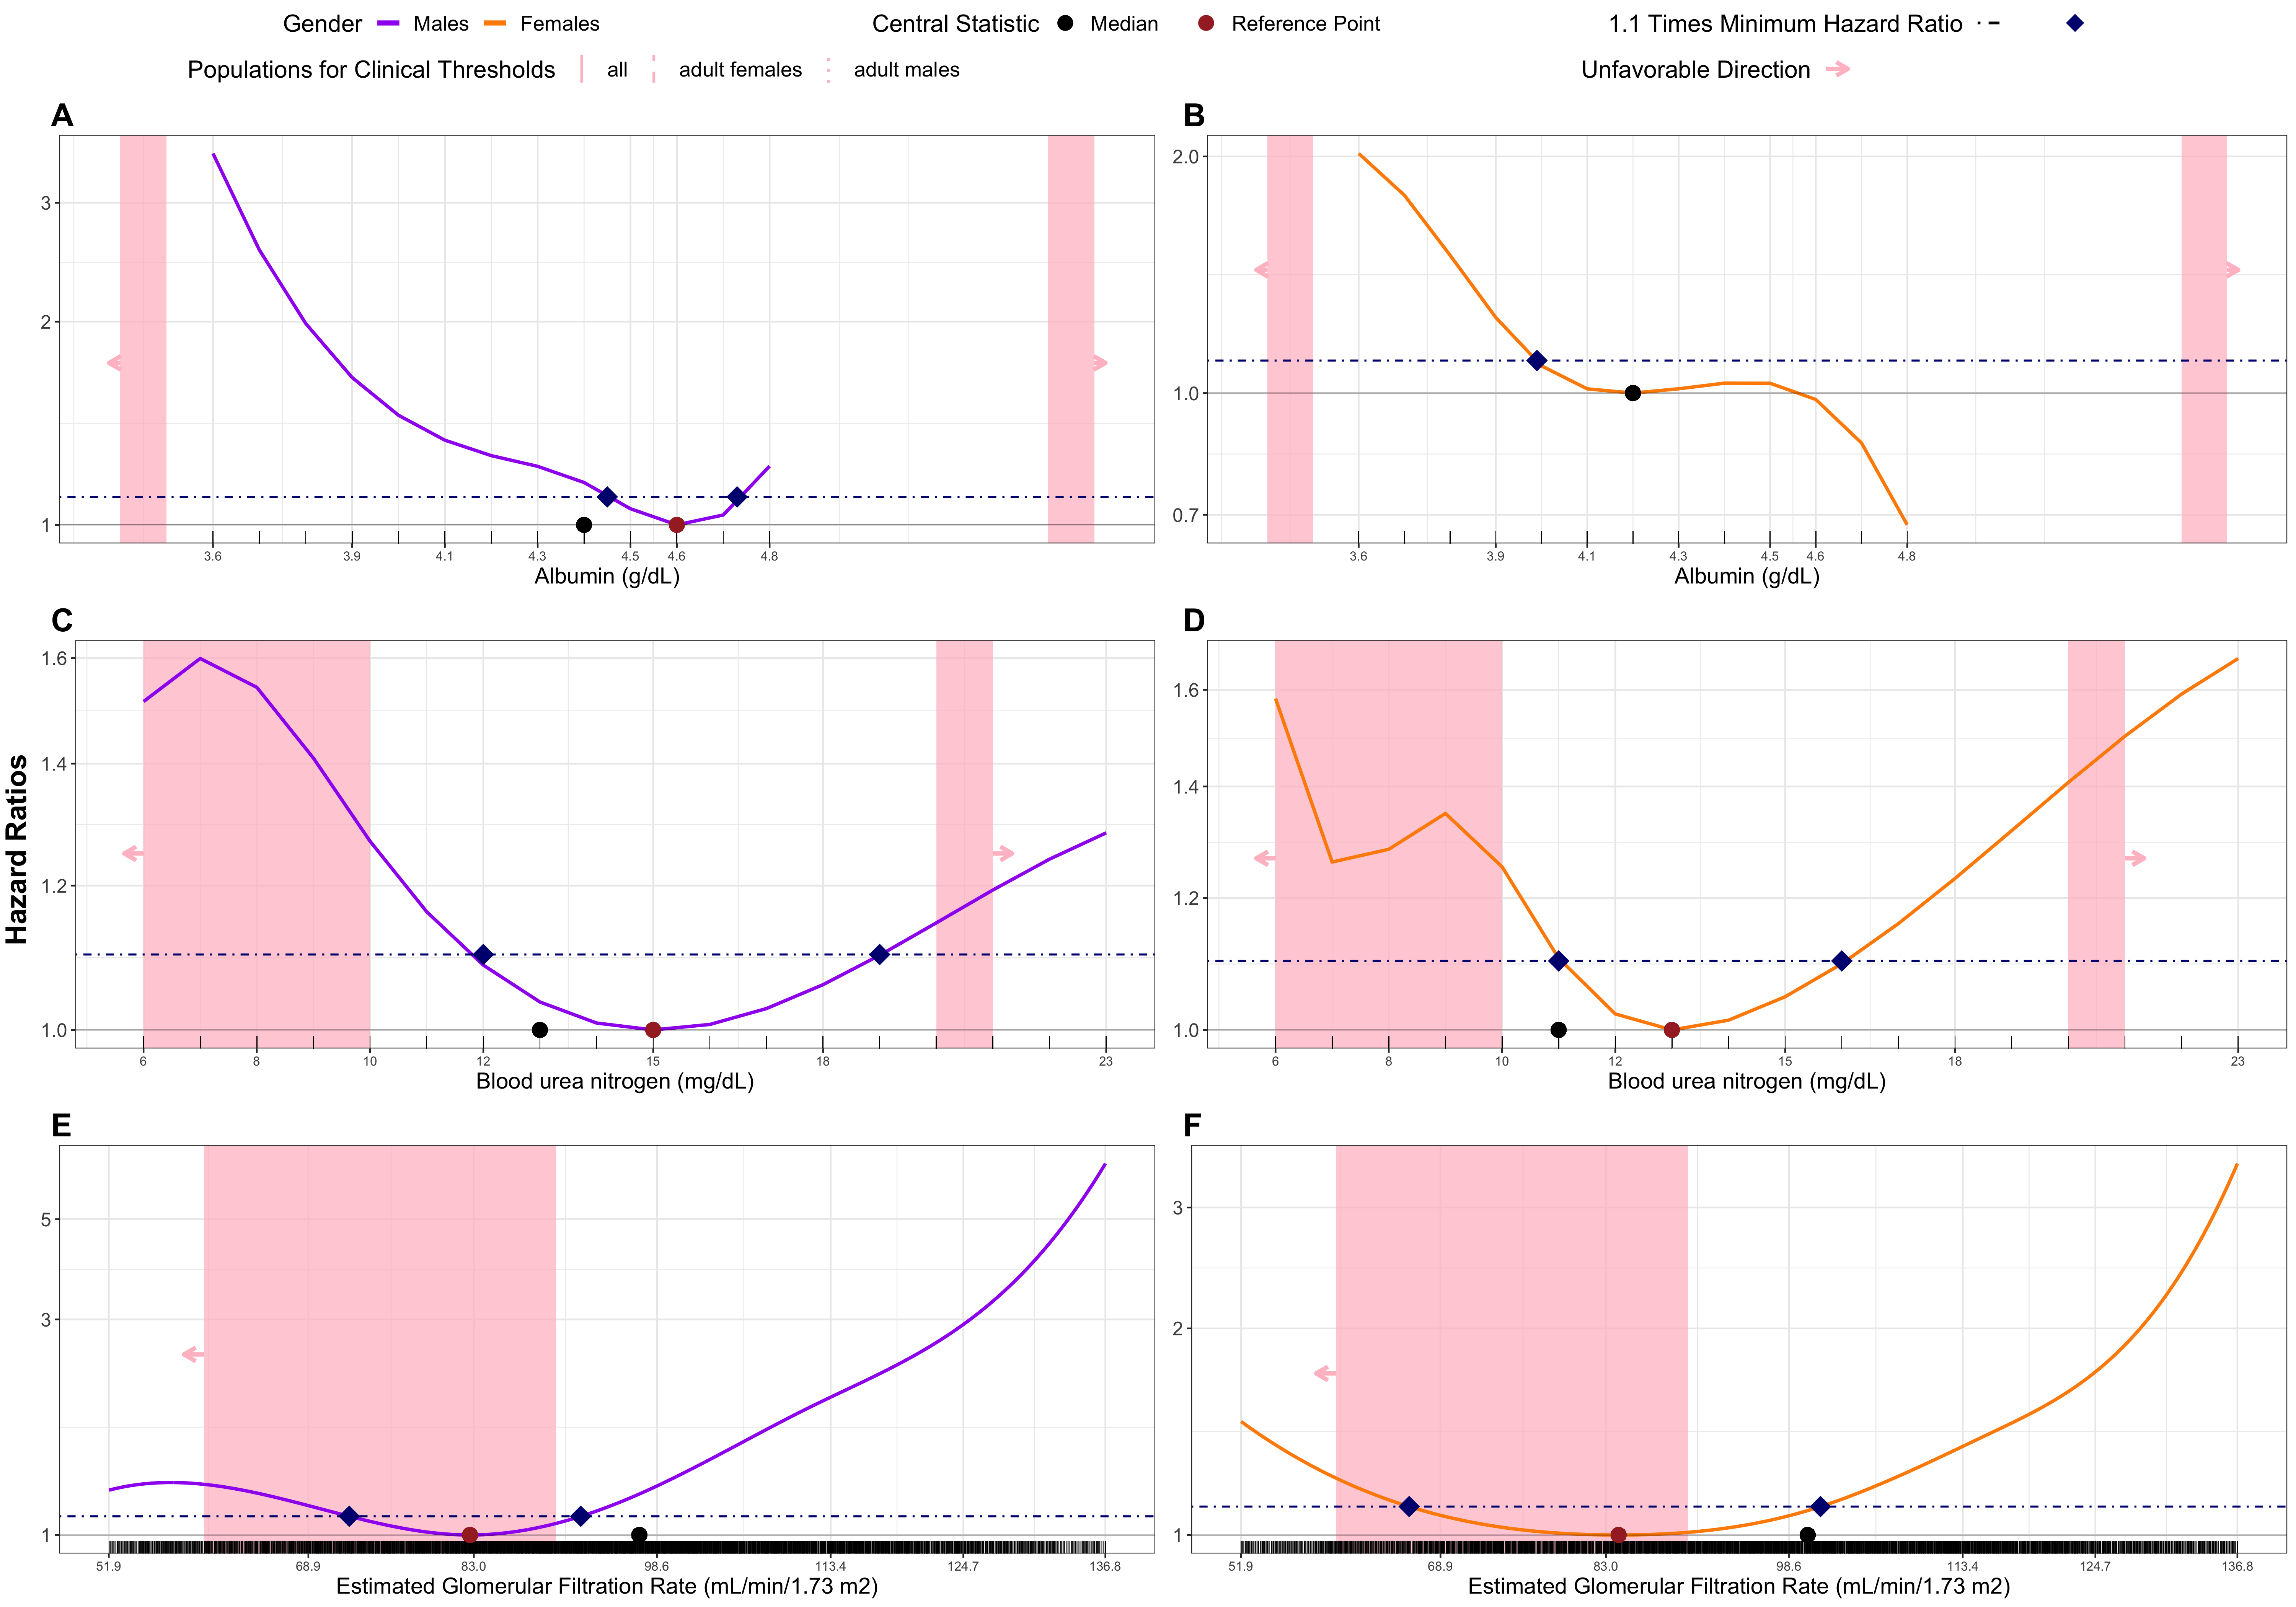 Gender Males Females Central Statistic Median Reference Point 1.1 Times Minimum Hazard Ratio
Populations for Clinical Thresholds all adult females adult males Unfavorable Direction
Hazard Ratios
A
3
2
1
3.6 3.9 4.1 4.3 4.5 4.6 4.8
Albumin (g/dL)
B
2.0
1.0
0.7
3.6 3.9 4.1 4.3 4.5 4.6 4.8
Albumin (g/dL)
C
1.6
1.4
1.2
1.0
6 8 10 12 15 18 23
Blood urea nitrogen (mg/dL)
D
1.6
1.4
1.2
1.0
6 8 10 12 15 18 23
Blood urea nitrogen (mg/dL)
E
5
3
1
51.9 68.9 83.0 98.6 113.4 124.7 136.8
Estimated Glomerular Filtration Rate (mL/min/1.73 m2)
F
3
2
1
51.9 68.9 83.0 98.6 113.4 124.7 136.8
Estimated Glomerular Filtration Rate (mL/min/1.73 m2)